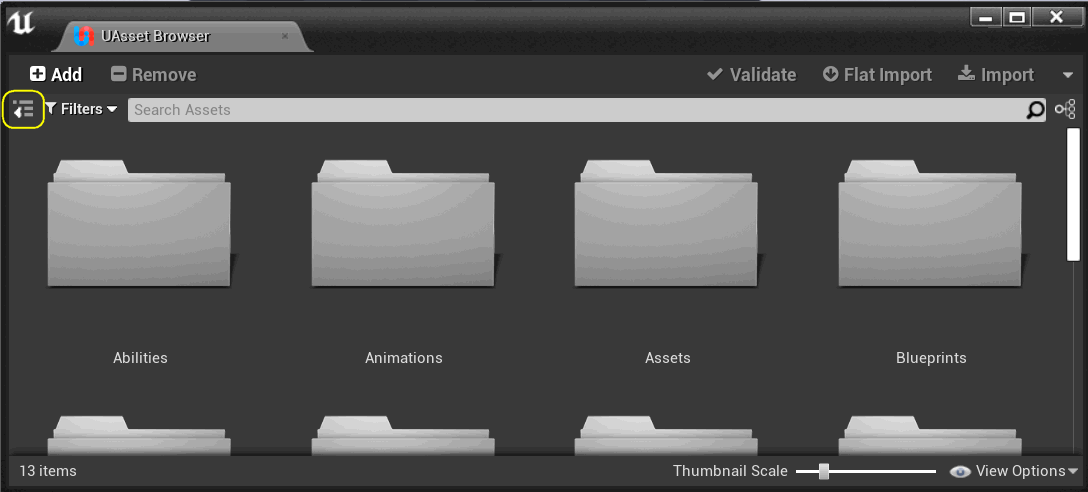 UAsset Browser
Add Remove Validate Flat Import Import
Filters Search Assets
Abilities Animations Assets Blueprints
13 items Thumbnail Scale View Options